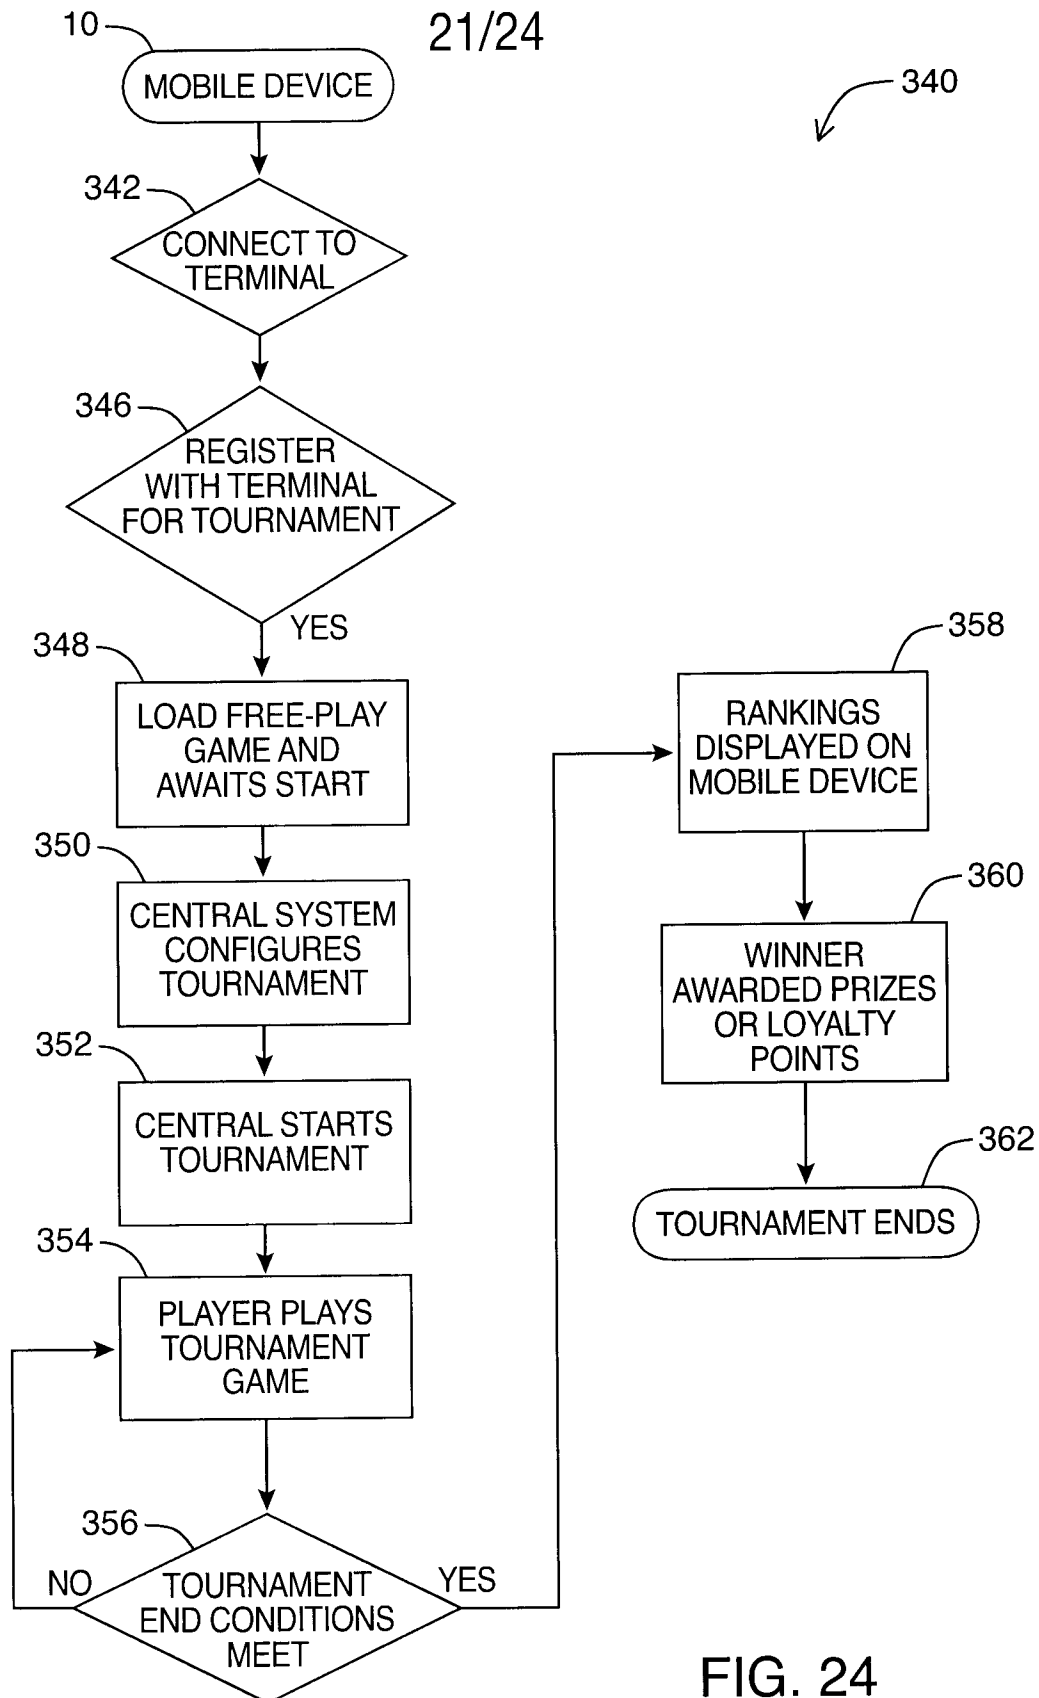 21/24
10
MOBILE DEVICE
340
342
CONNECT TO
TERMINAL
346
REGISTER
WITH TERMINAL
FOR TOURNAMENT
YES
348
LOAD FREE-PLAY
GAME AND
AWAITS START
350
CENTRAL SYSTEM
CONFIGURES
TOURNAMENT
352
CENTRAL STARTS
TOURNAMENT
354
PLAYER PLAYS
TOURNAMENT
GAME
356
NO
TOURNAMENT
END CONDITIONS
MEET
YES
358
RANKINGS
DISPLAYED ON
MOBILE DEVICE
360
WINNER
AWARDED PRIZES
OR LOYALTY
POINTS
362
TOURNAMENT ENDS
FIG. 24